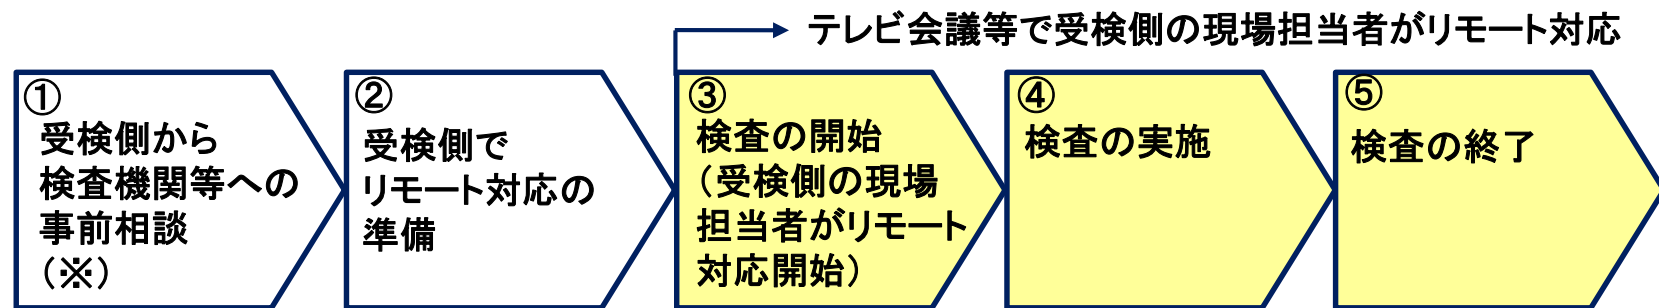 テレビ会議等で受検側の現場担当者がリモート対応
①
受検側から
検査機関等への
事前相談
（※）
②
受検側で
リモート対応の
準備
③
検査の開始
（受検側の現場
担当者がリモート
対応開始）
④
検査の実施
⑤
検査の終了